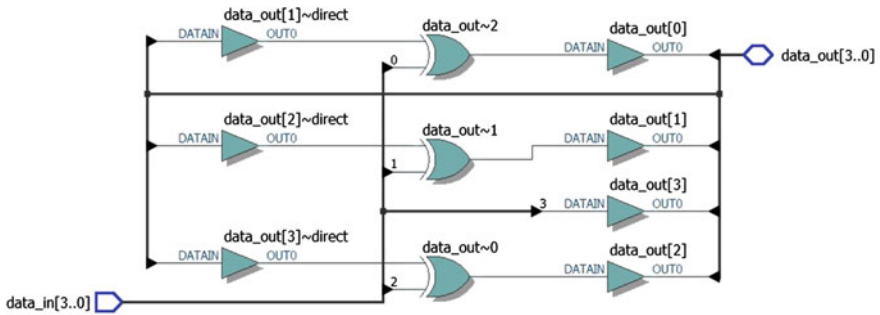 data_out[1]~direct
data_out~2
data_out[0]
DATAIN
OUT0
0
DATAIN
OUT0
data_out[3..0]
data_out[2]~direct
data_out~1
data_out[1]
DATAIN
OUT0
1
DATAIN
OUT0
data_out[3]
3
DATAIN
OUT0
data_out[3]~direct
data_out~0
data_out[2]
DATAIN
OUT0
2
DATAIN
OUT0
data_in[3..0]